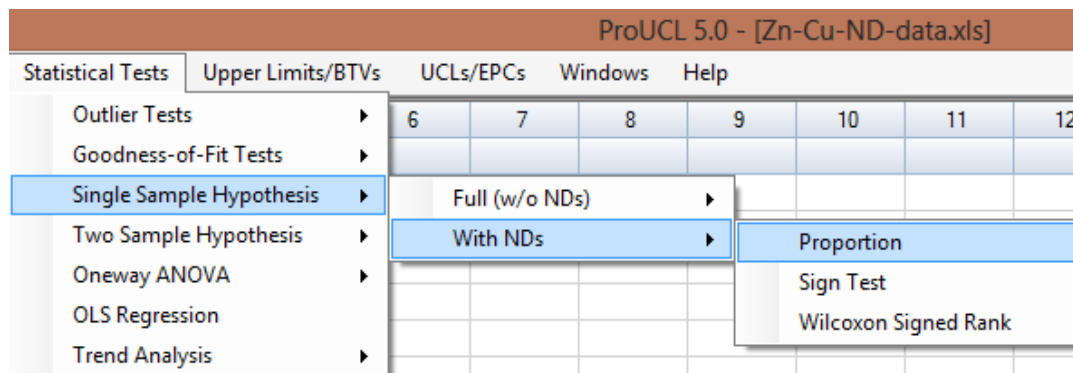 ProUCL 5.0 - [Zn-Cu-ND-data.xls]
Statistical Tests Upper Limits/BTVs UCLs/EPCs Windows Help
Outlier Tests
6 7 8 9 10 11 12
Goodness-of-Fit Tests
Single Sample Hypothesis
Full (w/o NDs)
Two Sample Hypothesis
With NDs
Proportion
Oneway ANOVA
Sign Test
OLS Regression
Wilcoxon Signed Rank
Trend Analysis